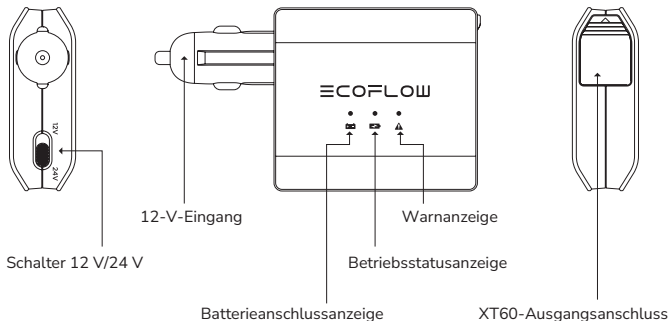 ECOFLOW
12V
24V
12-V-Eingang
Warnanzeige
Schalter 12 V/24 V
Betriebsstatusanzeige
Batterieanschlussanzeige
XT60-Ausgangsanschluss